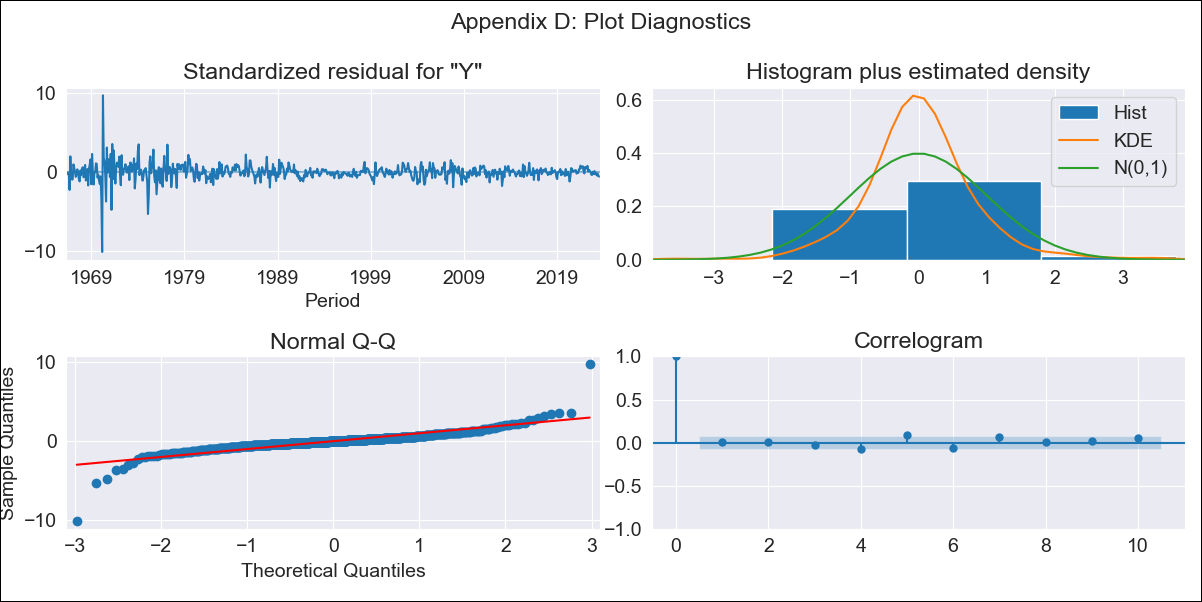 Appendix D: Plot Diagnostics
Standardized residual for "Y"
10
0
−10
1969 1979 1989 1999 2009 2019
Period
Histogram plus estimated density
0.6
0.4
0.2
0.0
−3 −2 −1 0 1 2 3
Hist
KDE
N(0,1)
Normal Q-Q
Sample Quantiles
10
0
−10
−3 −2 −1 0 1 2 3
Theoretical Quantiles
Correlogram
1.0
0.5
0.0
−0.5
−1.0
0 2 4 6 8 10